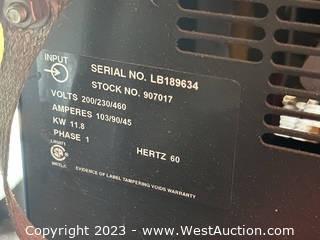 INPUT
SERIAL NO. LB189634
STOCK NO. 907017
VOLTS 200/230/460
AMPERES 103/90/45
KW 11.8
PHASE 1 HERTZ 60
EVIDENCE OF LABEL TAMPERING VOIDS WARRANTY
Copyright 2023 - www.WestAuction.com